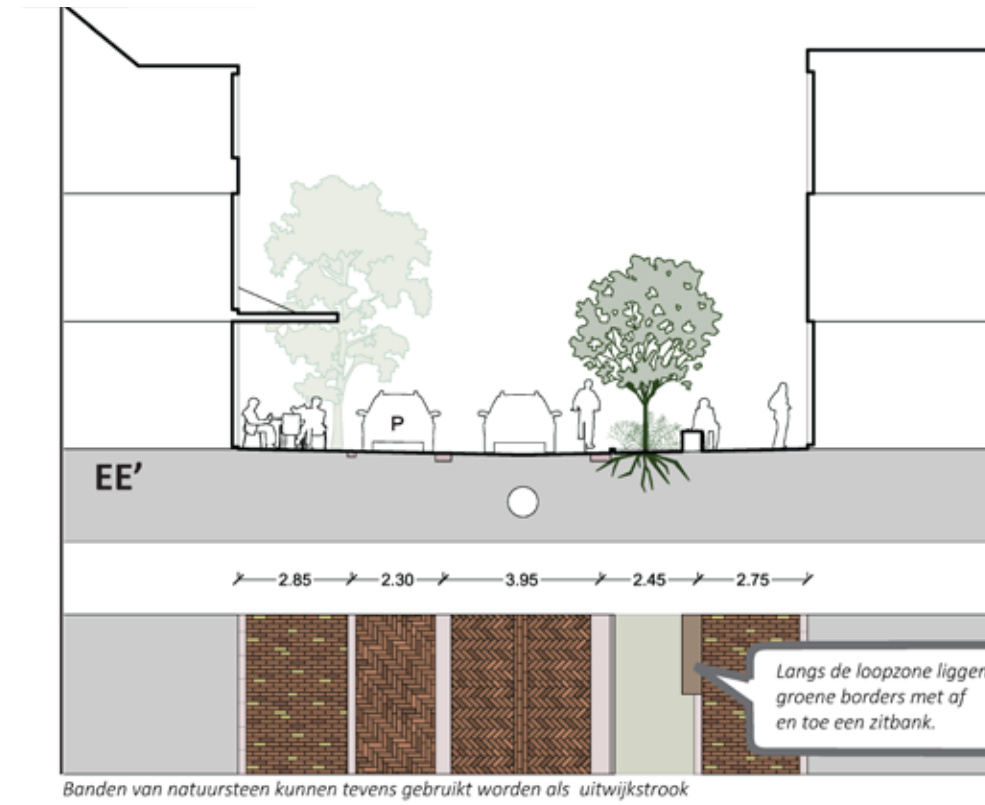 P
EE’
2.85 2.30 3.95 2.45 2.75
Langs de loopzone liggen
groene borders met af
en toe een zitbank.
Banden van natuursteen kunnen tevens gebruikt worden als uitwijkstrook